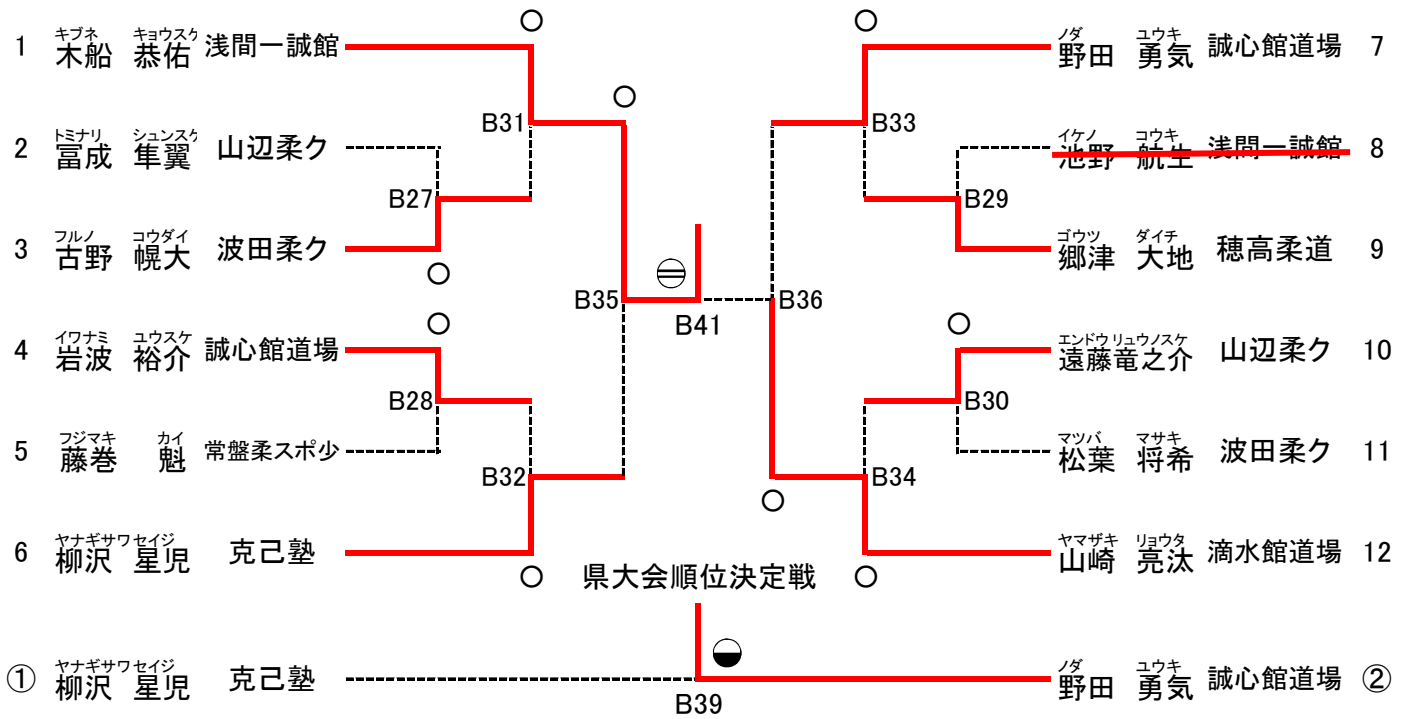 キブネ キョウスケ
1 木船 恭佑 浅間一誠館
トミナリ シュンスケ
2 冨成 隼翼 山辺柔ク
フルノ コウダイ
3 古野 幌大 波田柔ク
イワナミ ユウスケ
4 岩波 裕介 誠心館道場
フジマキ カイ
5 藤巻 魁 常盤柔スポ少
ヤナギサワ セイジ
6 柳沢 星児 克己塾
B31
B27
B35
B28
B32
B41
B33
B29
B36
B30
B34
ノダ ユウキ
野田 勇気 誠心館道場 7
イケノ コウキ
池野 航生 浅間一誠館 8
ゴウツ ダイチ
郷津 大地 穂高柔道 9
エンドウ リュウノスケ
遠藤竜之介 山辺柔ク 10
マツバ マサキ
松葉 将希 波田柔ク 11
ヤマザキ リョウタ
山崎 亮汰 滴水館道場 12
県大会順位決定戦
ヤナギサワ セイジ
① 柳沢 星児 克己塾
B39
ノダ ユウキ
野田 勇気 誠心館道場 ②